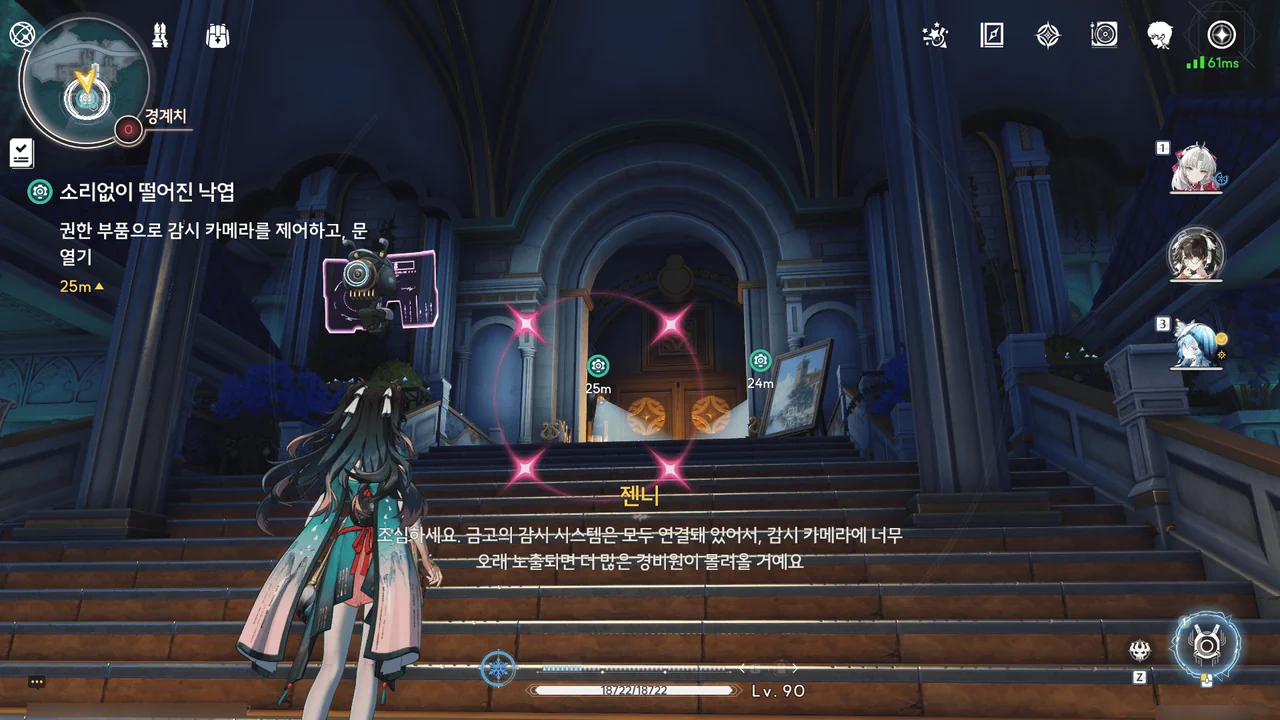 61ms
경계치
0
소리없이 떨어진 낙엽
권한 부품으로 감시 카메라를 제어하고, 문
열기
25m
1
3
25m
24m
젠니
조심하세요. 금고의 감시 시스템은 모두 연결돼 있어서, 감시 카메라에 너무
오래 노출되면 더 많은 경비원이 몰려올 거예요
Z
18722/18722
Lv. 90